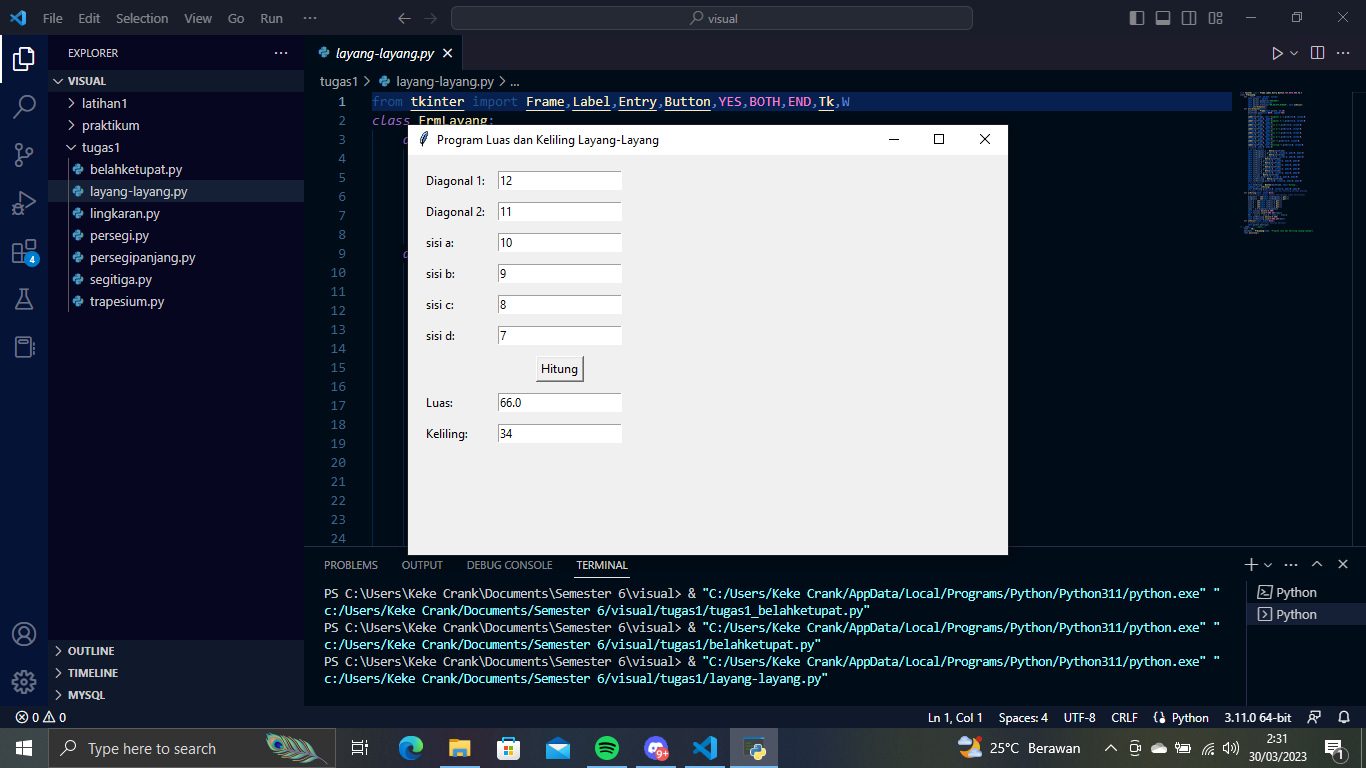 File Edit Selection View Go Run ··· visual
EXPLORER ···
VISUAL
latihan1
praktikum
tugas1
belahketupat.py
layang-layang.py
lingkaran.py
persegi.py
persegipanjang.py
segitiga.py
trapesium.py
4
OUTLINE
TIMELINE
MYSQL
layang-layang.py
tugas1 > layang-layang.py > ...
1 from tkinter import Frame,Label,Entry,Button,YES,BOTH,END,Tk,W
2 class FrmLayang:
3
4
5
6
7
8
9
10
11
12
13
14
15
16
17
18
19
20
21
22
23
24
Program Luas dan Keliling Layang-Layang
Diagonal 1: 12
Diagonal 2: 11
sisi a: 10
sisi b: 9
sisi c: 8
sisi d: 7
Hitung
Luas: 66.0
Keliling: 34
PROBLEMS OUTPUT DEBUG CONSOLE TERMINAL
PS C:\Users\Keke Crank\Documents\Semester 6\visual> & "C:/Users/Keke Crank/AppData/Local/Programs/Python/Python311/python.exe" "
c:/Users/Keke Crank/Documents/Semester 6/visual/tugas1/tugas1_belahketupat.py"
PS C:\Users\Keke Crank\Documents\Semester 6\visual> & "C:/Users/Keke Crank/AppData/Local/Programs/Python/Python311/python.exe" "
c:/Users/Keke Crank/Documents/Semester 6/visual/tugas1/belahketupat.py"
PS C:\Users\Keke Crank\Documents\Semester 6\visual> & "C:/Users/Keke Crank/AppData/Local/Programs/Python/Python311/python.exe" "
c:/Users/Keke Crank/Documents/Semester 6/visual/tugas1/layang-layang.py"
Python
Python
0 0 Ln 1, Col 1 Spaces: 4 UTF-8 CRLF Python 3.11.0 64-bit
Type here to search
9+
25°C Berawan
2:31
30/03/2023
1